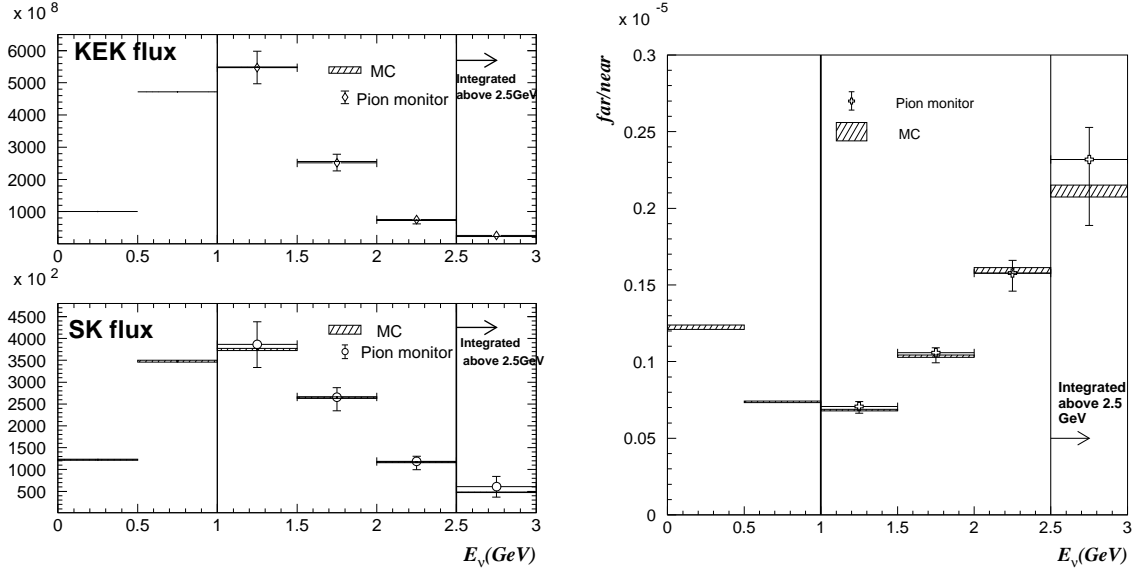 x 10 8
KEK flux
6000
5000
4000
3000
2000
1000
MC
Pion monitor
Integrated
above 2.5GeV
0 0.5 1 1.5 2 2.5 3
x 10 2
SK flux
4500
4000
3500
3000
2500
2000
1500
1000
500
MC
Pion monitor
Integrated
above 2.5GeV
0 0.5 1 1.5 2 2.5 3
Eν(GeV)
x 10 -5
far/near
0.3
0.25
0.2
0.15
0.1
0.05
0
Pion monitor
MC
Integrated
above 2.5
GeV
0 0.5 1 1.5 2 2.5 3
Eν(GeV)